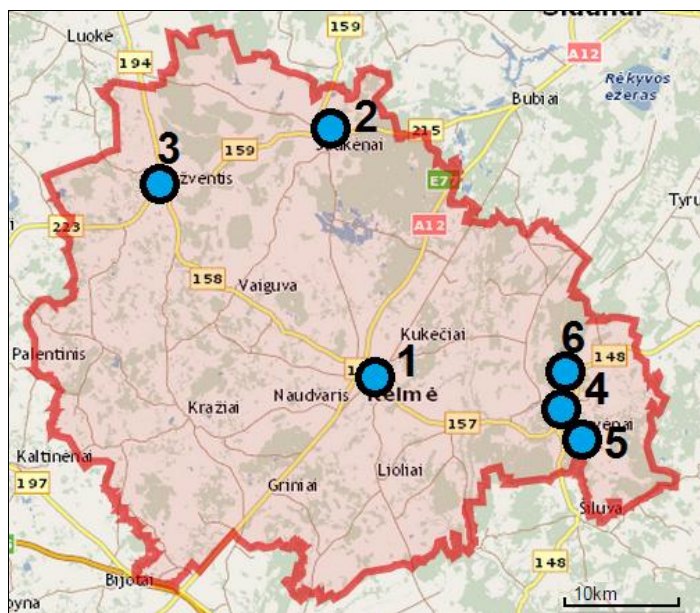 159
Luokė
A12
194
Rėkyvos
ežeras
Bubiai
2
215
159
3
E77
Tyru
223
A12
158
Vaiguva
Kukečiai
6
148
Palentinis
1
4
Naudvaris
Kelmė
Kražiai
157
5
Kaltinėnai
Lioliai
197
Griniai
Šiluva
148
Bijotai
10km